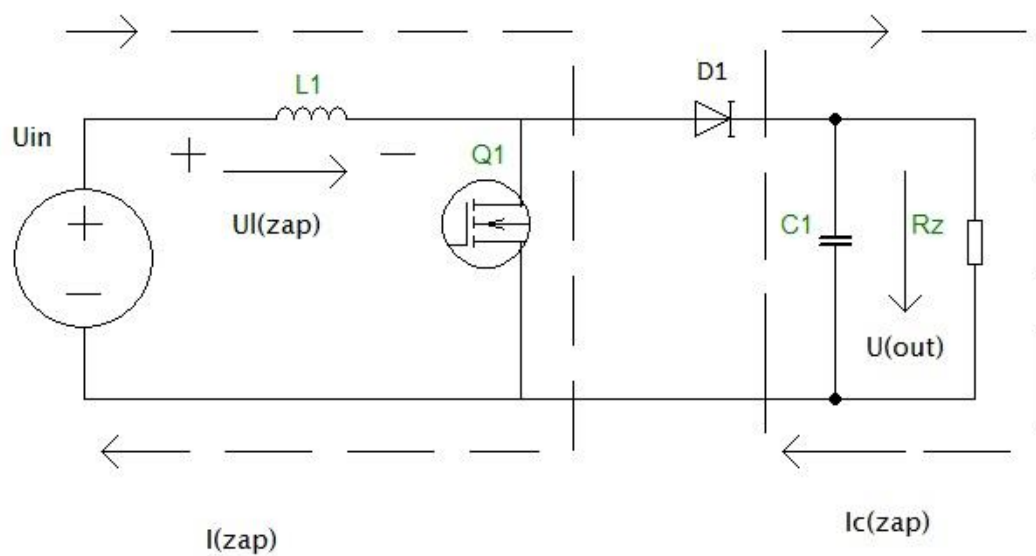 D1
L1
Uin
+ −
Q1
+
Ul(zap)
C1
Rz
−
U(out)
Ic(zap)
I(zap)